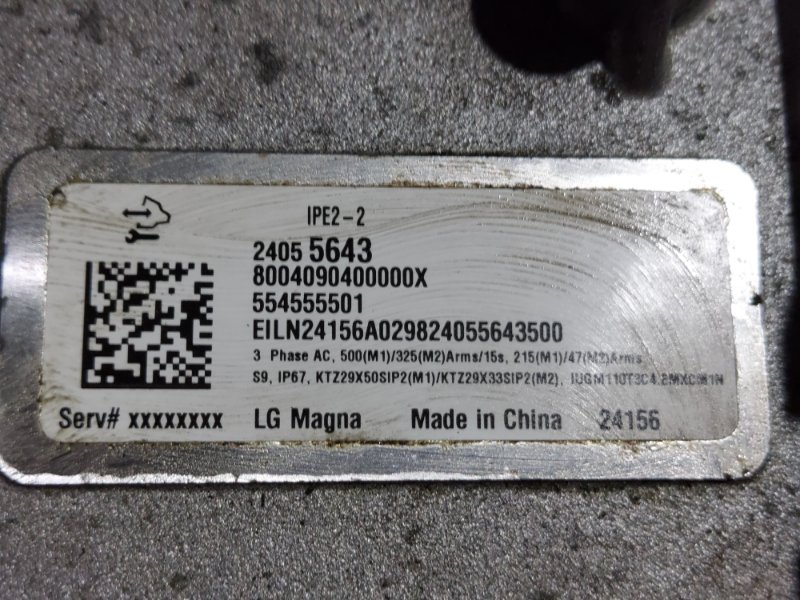 IPE2-2
2405 5643
8004090400000X
554555501
EILN24156A029824055643500
3 Phase AC, 500(M1)/325(M2)Arms/15s, 215(M1)/47(M2)Arms
S9, IP67, KTZ29X50SIP2(M1)/KTZ29X33SIP2(M2),
Serv# xxxxxxxx LG Magna Made in China 24156